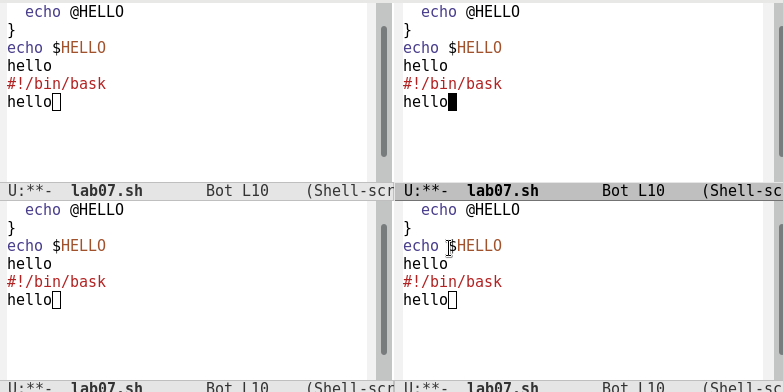 echo @HELLO
}
echo $HELLO
hello
#!/bin/bask
hello
U:**- lab07.sh Bot L10 (Shell-scr
echo @HELLO
}
echo $HELLO
hello
#!/bin/bask
hello
U:**- lab07.sh Bot L10 (Shell-sc
echo @HELLO
}
echo $HELLO
hello
#!/bin/bask
hello
U:**- lab07.sh Bot L10 (Shell-scr
echo @HELLO
}
echo $HELLO
hello
#!/bin/bask
hello
U:**- lab07.sh Bot L10 (Shell-sc